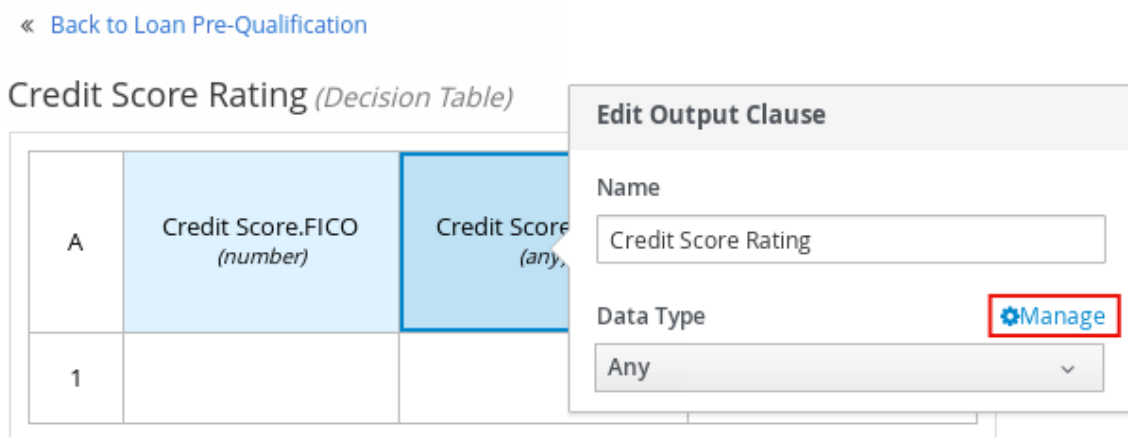 « Back to Loan Pre-Qualification
Credit Score Rating (Decision Table)
A
Credit Score.FICO
(number)
Credit Score
(any)
1
Edit Output Clause
Name
Credit Score Rating
Data Type
Manage
Any